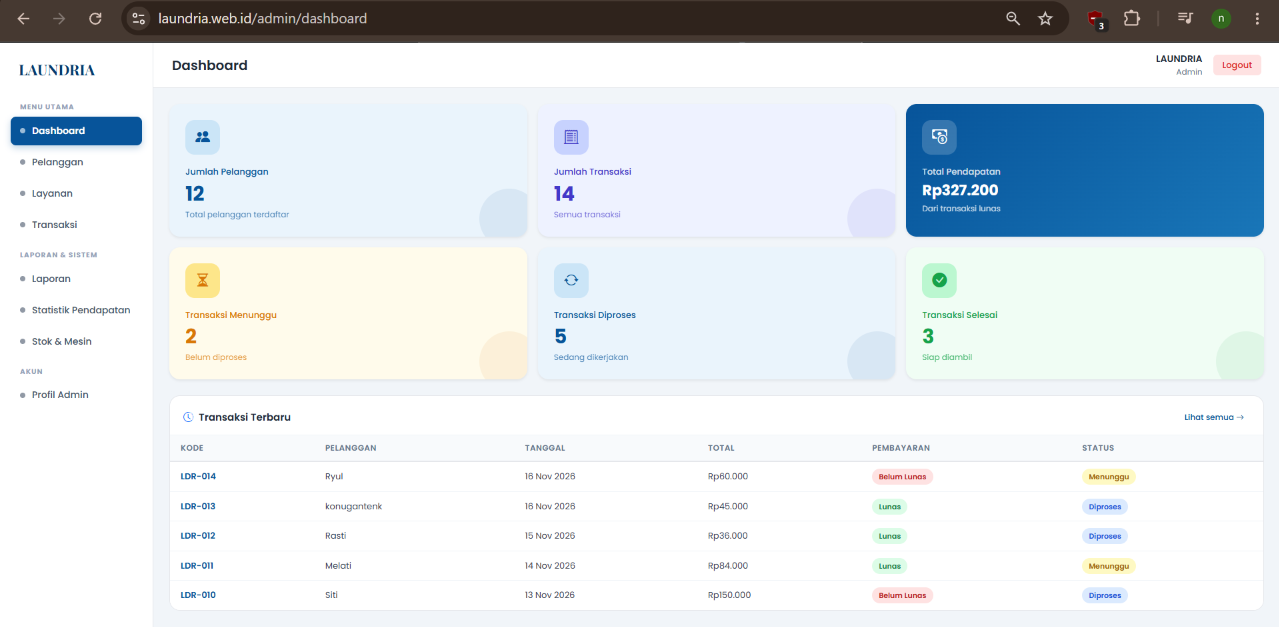 laundria.web.id/admin/dashboard
3
n
LAUNDRIA
Dashboard
LAUNDRIA
Admin
Logout
MENU UTAMA
Dashboard
Pelanggan
Layanan
Transaksi
LAPORAN & SISTEM
Laporan
Statistik Pendapatan
Stok & Mesin
AKUN
Profil Admin
Jumlah Pelanggan
12
Total pelanggan terdaftar
Jumlah Transaksi
14
Semua transaksi
Total Pendapatan
Rp327.200
Dari transaksi lunas
Transaksi Menunggu
2
Belum diproses
Transaksi Diproses
5
Sedang dikerjakan
Transaksi Selesai
3
Siap diambil
Transaksi Terbaru
Lihat semua →
KODE PELANGGAN TANGGAL TOTAL PEMBAYARAN STATUS
LDR-014 Ryul 16 Nov 2026 Rp60.000 Belum Lunas Menunggu
LDR-013 konugantenk 16 Nov 2026 Rp45.000 Lunas Diproses
LDR-012 Rasti 15 Nov 2026 Rp36.000 Lunas Diproses
LDR-011 Melati 14 Nov 2026 Rp84.000 Lunas Menunggu
LDR-010 Siti 13 Nov 2026 Rp150.000 Belum Lunas Diproses